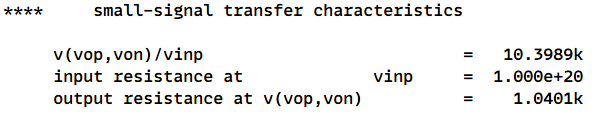 **** small-signal transfer characteristics
v(vop,von)/vinp = 10.3989k
input resistance at vinp = 1.000e+20
output resistance at v(vop,von) = 1.0401k